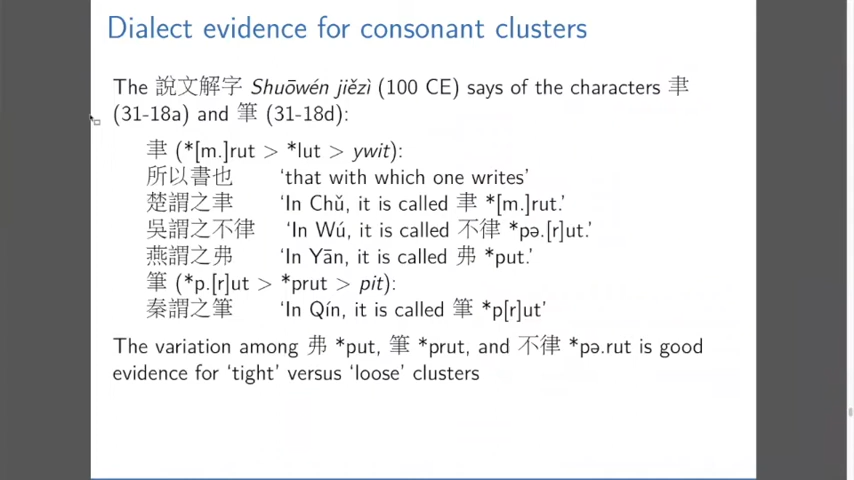 Dialect evidence for consonant clusters
The 說文解字 Shuōwén jiězì (100 CE) says of the characters 聿
(31-18a) and 筆 (31-18d):
聿 (*[m.]rut > *lut > ywit):
所以書也 ‘that with which one writes’
楚謂之聿 ‘In Chǔ, it is called 聿 *[m.]rut.’
吳謂之不律 ‘In Wú, it is called 不律 *pə.[r]ut.’
燕謂之弗 ‘In Yān, it is called 弗 *put.’
筆 (*p.[r]ut > *prut > pit):
秦謂之筆 ‘In Qín, it is called 筆 *p[r]ut’
The variation among 弗 *put, 筆 *prut, and 不律 *pə.rut is good
evidence for ‘tight’ versus ‘loose’ clusters